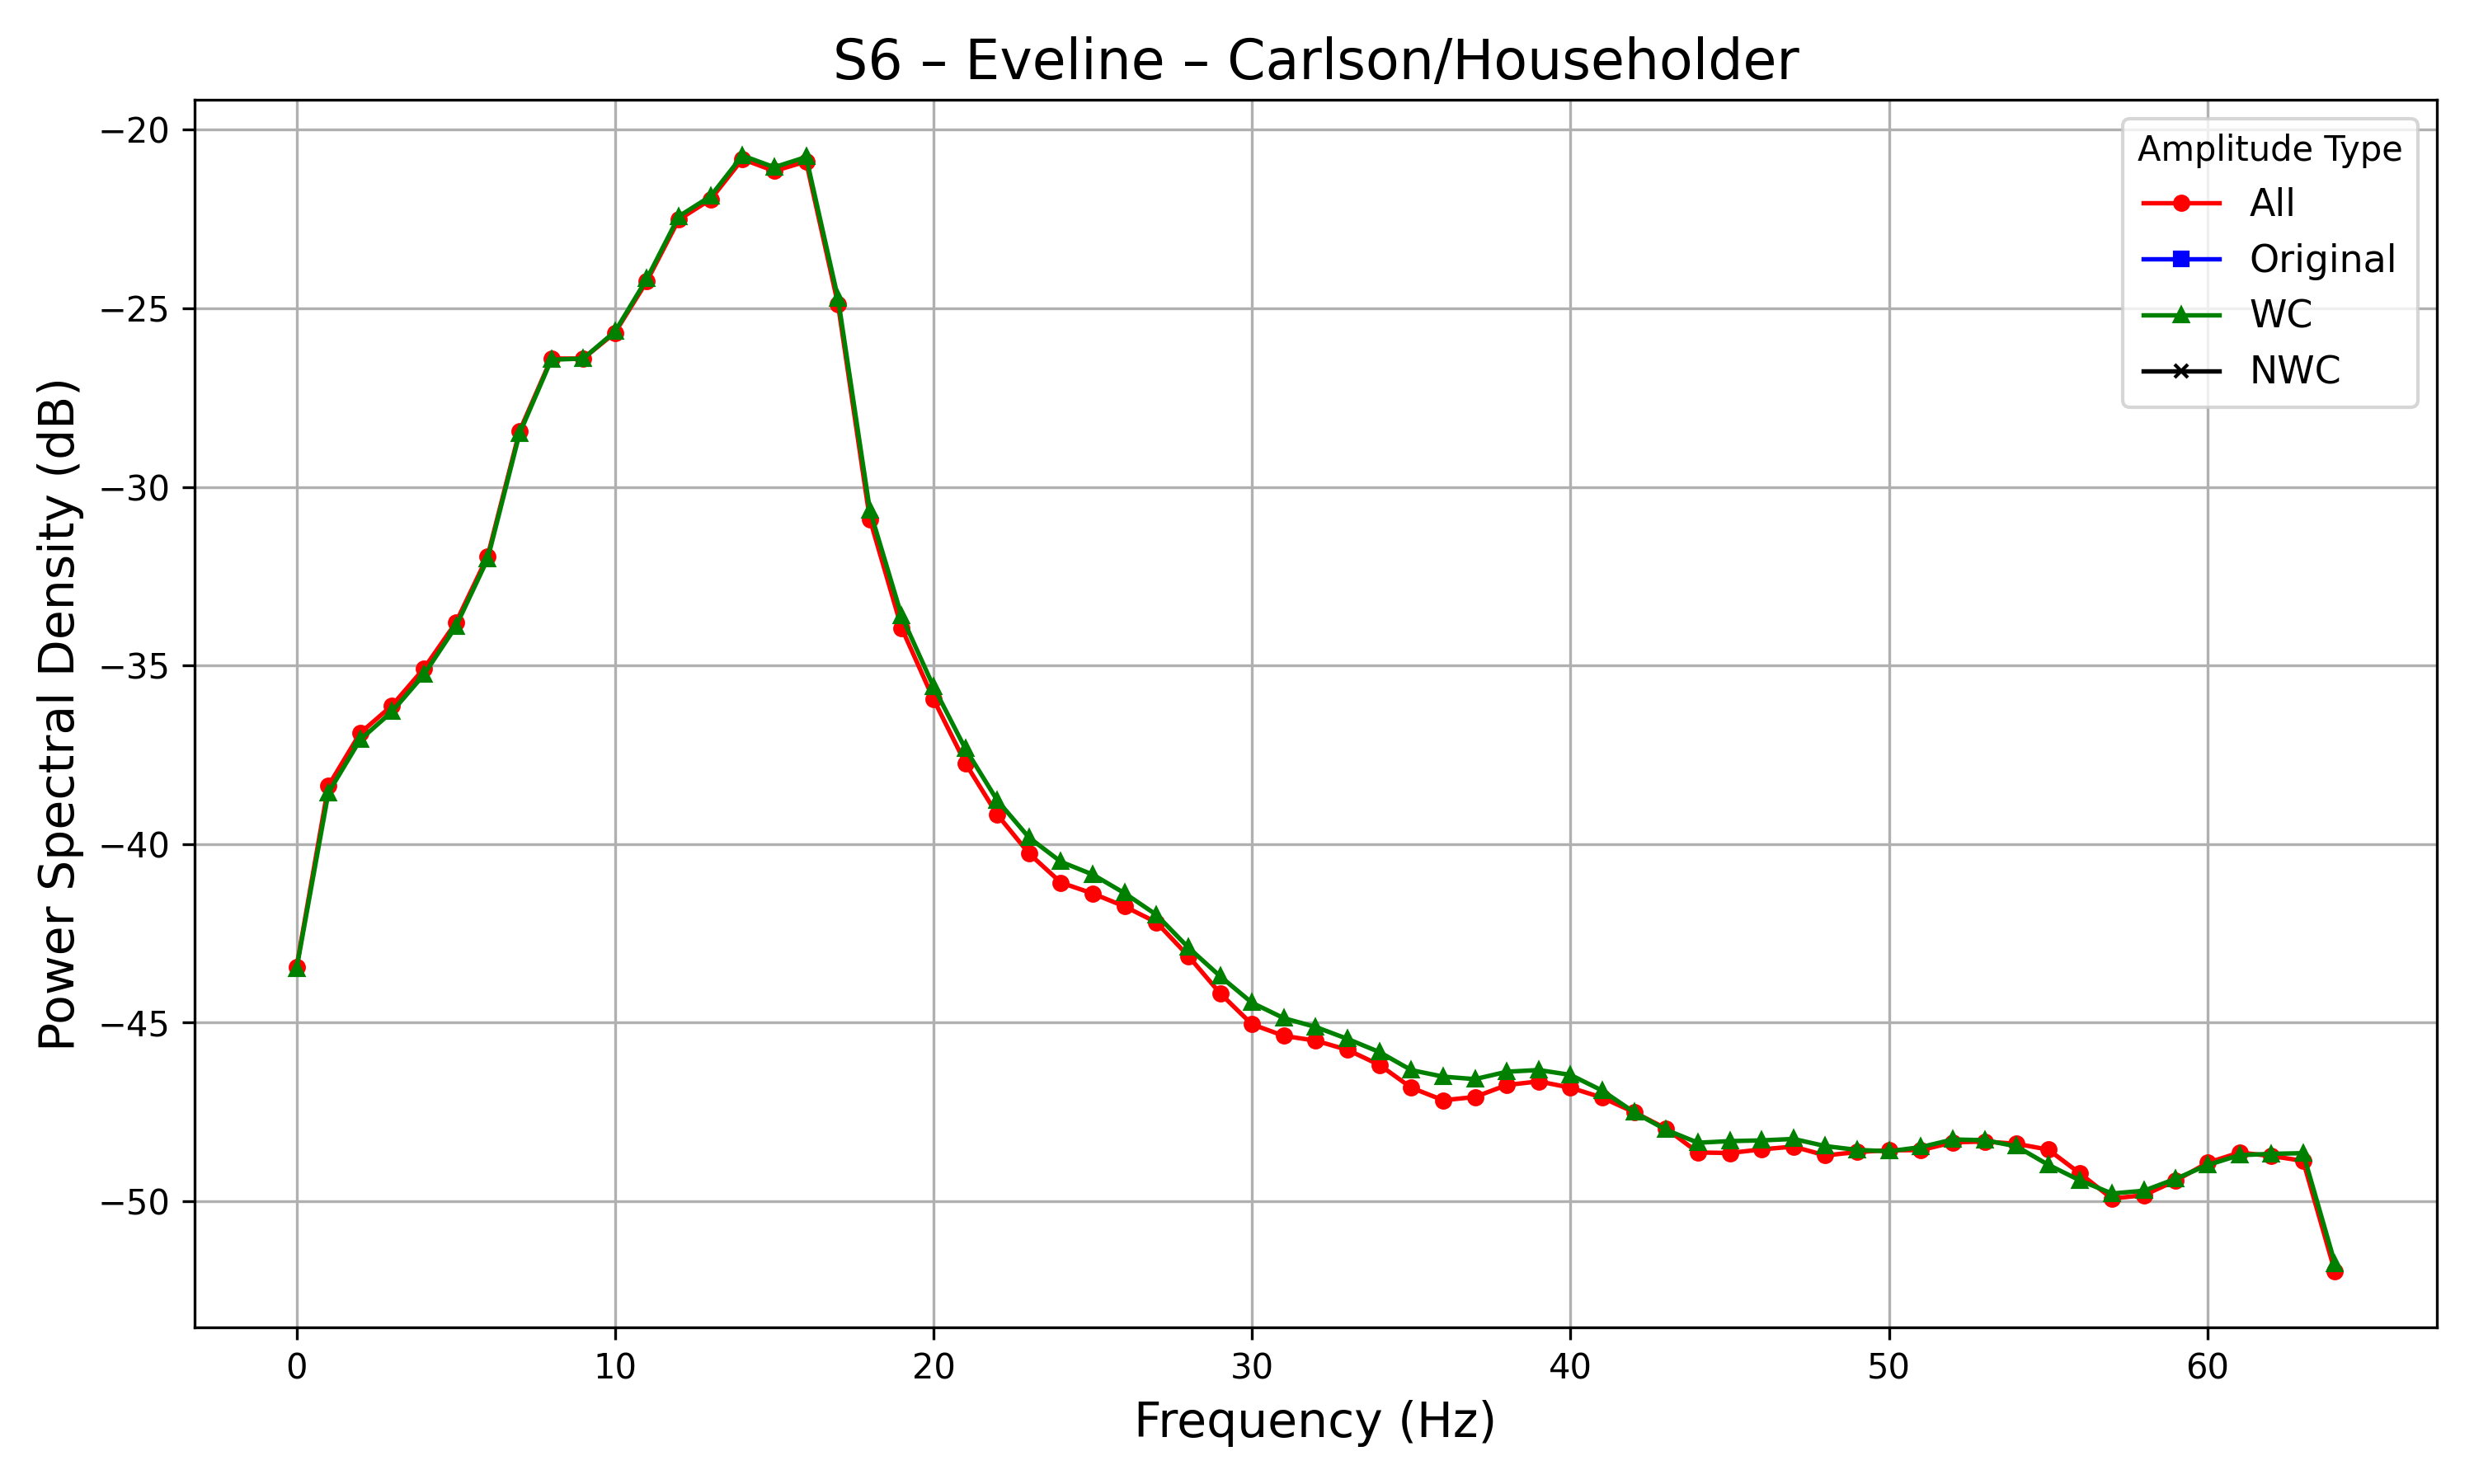 S6 – Eveline – Carlson/Householder
Power Spectral Density (dB)
−20
−25
−30
−35
−40
−45
−50
Amplitude Type
All
Original
WC
NWC
0 10 20 30 40 50 60
Frequency (Hz)